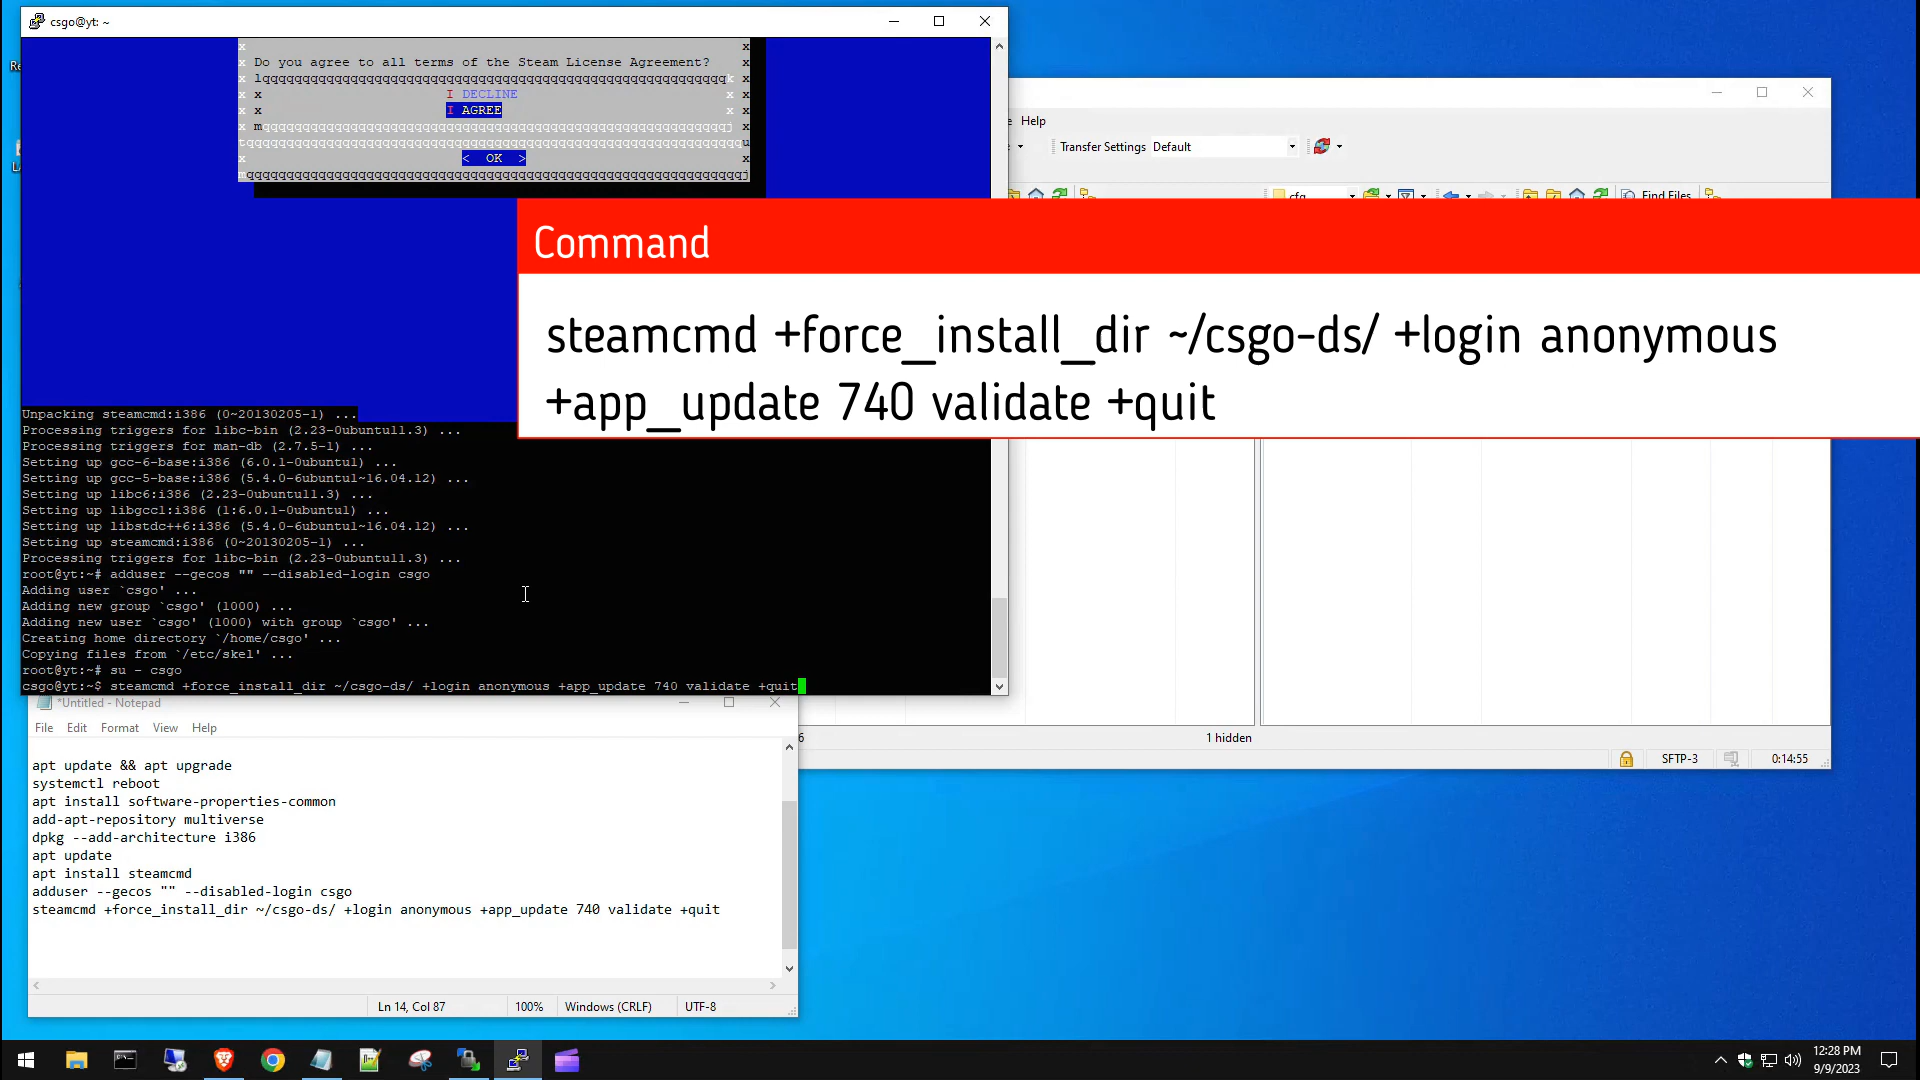 csgo@yt: ~
Do you agree to all terms of the Steam License Agreement?
I DECLINE
I AGREE
< OK >
Help
Transfer Settings Default
cfg
Find Files
Command
steamcmd +force_install_dir ~/csgo-ds/ +login anonymous
+app_update 740 validate +quit
Unpacking steamcmd:i386 (0~20130205-1) ...
Processing triggers for libc-bin (2.23-0ubuntu11.3) ...
Processing triggers for man-db (2.7.5-1) ...
Setting up gcc-6-base:i386 (6.0.1-0ubuntu1) ...
Setting up gcc-5-base:i386 (5.4.0-6ubuntu1~16.04.12) ...
Setting up libc6:i386 (2.23-0ubuntu11.3) ...
Setting up libgcc1:i386 (1:6.0.1-0ubuntu1) ...
Setting up libstdc++6:i386 (5.4.0-6ubuntu1~16.04.12) ...
Setting up steamcmd:i386 (0~20130205-1) ...
Processing triggers for libc-bin (2.23-0ubuntu11.3) ...
root@yt:~# adduser --gecos "" --disabled-login csgo
Adding user `csgo' ...
Adding new group `csgo' (1000) ...
Adding new user `csgo' (1000) with group `csgo' ...
Creating home directory `/home/csgo' ...
Copying files from `/etc/skel' ...
root@yt:~# su - csgo
csgo@yt:~$ steamcmd +force_install_dir ~/csgo-ds/ +login anonymous +app_update 740 validate +quit
*Untitled - Notepad
File Edit Format View Help
apt update && apt upgrade
systemctl reboot
apt install software-properties-common
add-apt-repository multiverse
dpkg --add-architecture i386
apt update
apt install steamcmd
adduser --gecos "" --disabled-login csgo
steamcmd +force_install_dir ~/csgo-ds/ +login anonymous +app_update 740 validate +quit
Ln 14, Col 87 100% Windows (CRLF) UTF-8
6
1 hidden
SFTP-3 0:14:55
12:28 PM
9/9/2023